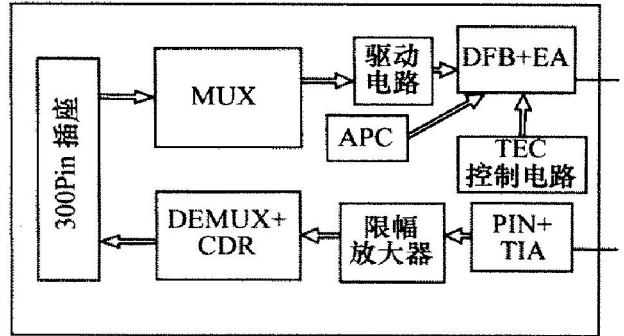 300Pin 插座
MUX
驱动
电路
DFB+EA
APC
TEC
控制电路
DEMUX+
CDR
限幅
放大器
PIN+
TIA